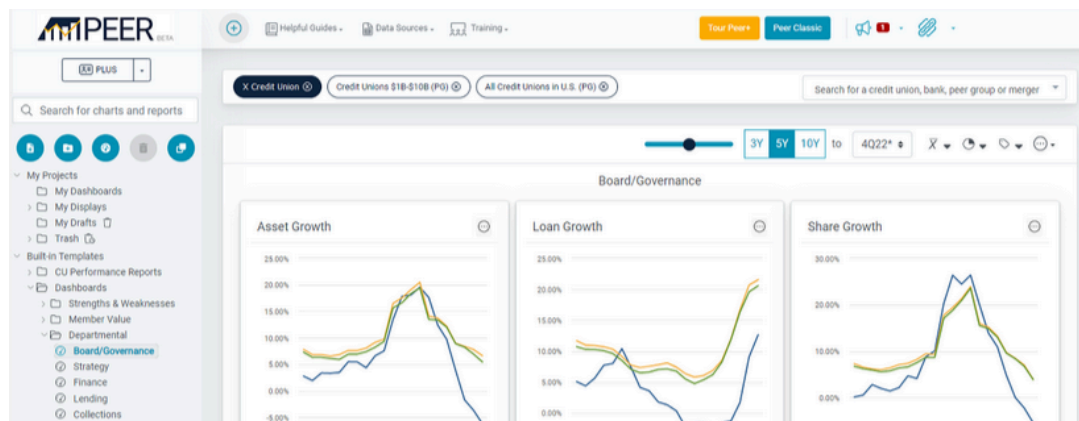 PEER BETA
Helpful Guides
Data Sources
Training
Tour Peer+
Peer Classic
1
PLUS
Search for charts and reports
X Credit Union
Credit Unions $1B-$10B (PG)
All Credit Unions in U.S. (PG)
Search for a credit union, bank, peer group or merger
3Y 5Y 10Y to 4Q22*
My Projects
My Dashboards
My Displays
My Drafts
Trash
Built-in Templates
CU Performance Reports
Dashboards
Strengths & Weaknesses
Member Value
Departmental
Board/Governance
Strategy
Finance
Lending
Collections
Board/Governance
Asset Growth
25.00%
20.00%
15.00%
10.00%
5.00%
0.00%
-5.00%
Loan Growth
25.00%
20.00%
15.00%
10.00%
5.00%
0.00%
Share Growth
30.00%
20.00%
10.00%
0.00%